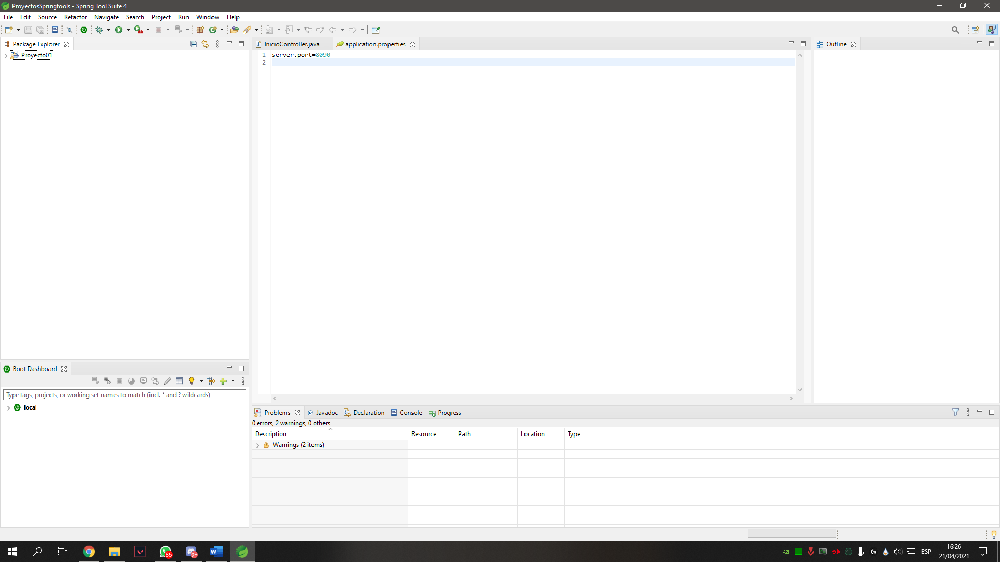 ProyectosSpringtools - Spring Tool Suite 4
File Edit Source Refactor Navigate Search Project Run Window Help
Package Explorer
Proyecto01
InicioController.java
application.properties
1 server.port=8090
2
Outline
Boot Dashboard
Type tags, projects, or working set names to match (incl. * and ? wildcards)
local
Problems @ Javadoc Declaration Console Progress
0 errors, 2 warnings, 0 others
Description Resource Path Location Type
Warnings (2 items)
85
9+
ESP
16:26
21/04/2021